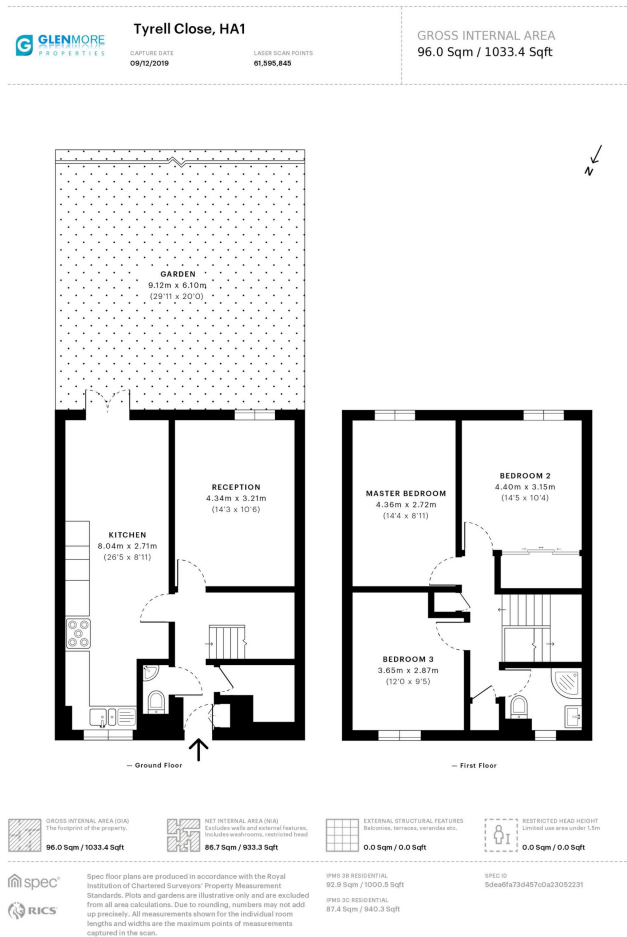 GLENMORE
PROPERTIES
Tyrell Close, HA1
CAPTURE DATE
09/12/2019
LASER SCAN POINTS
61,595,845
GROSS INTERNAL AREA
96.0 Sqm / 1033.4 Sqft
N
GARDEN
9.12m x 6.10m
(29'11 x 20'0)
RECEPTION
4.34m x 3.21m
(14'3 x 10'6)
KITCHEN
8.04m x 2.71m
(26'5 x 8'11)
— Ground Floor
MASTER BEDROOM
4.36m x 2.72m
(14'4 x 8'11)
BEDROOM 2
4.40m x 3.15m
(14'5 x 10'4)
BEDROOM 3
3.65m x 2.87m
(12'0 x 9'5)
— First Floor
GROSS INTERNAL AREA (GIA)
The footprint of the property.
96.0 Sqm / 1033.4 Sqft
NET INTERNAL AREA (NIA)
Excludes walls and external features,
Includes washrooms, restricted head
86.7 Sqm / 933.3 Sqft
EXTERNAL STRUCTURAL FEATURES
Balconies, terraces, verandas etc.
0.0 Sqm / 0.0 Sqft
RESTRICTED HEAD HEIGHT
Limited use area under 1.5m
0.0 Sqm / 0.0 Sqft
spec
RICS
Spec floor plans are produced in accordance with the Royal
Institution of Chartered Surveyors' Property Measurement
Standards. Plots and gardens are illustrative only and are excluded
from all area calculations. Due to rounding, numbers may not add
up precisely. All measurements shown for the individual room
lengths and widths are the maximum points of measurements
captured in the scan.
IPMS 3B RESIDENTIAL
92.9 Sqm / 1000.5 Sqft
IPMS 3C RESIDENTIAL
87.4 Sqm / 940.3 Sqft
SPEC ID
5dea6fa73d457c0a23052231